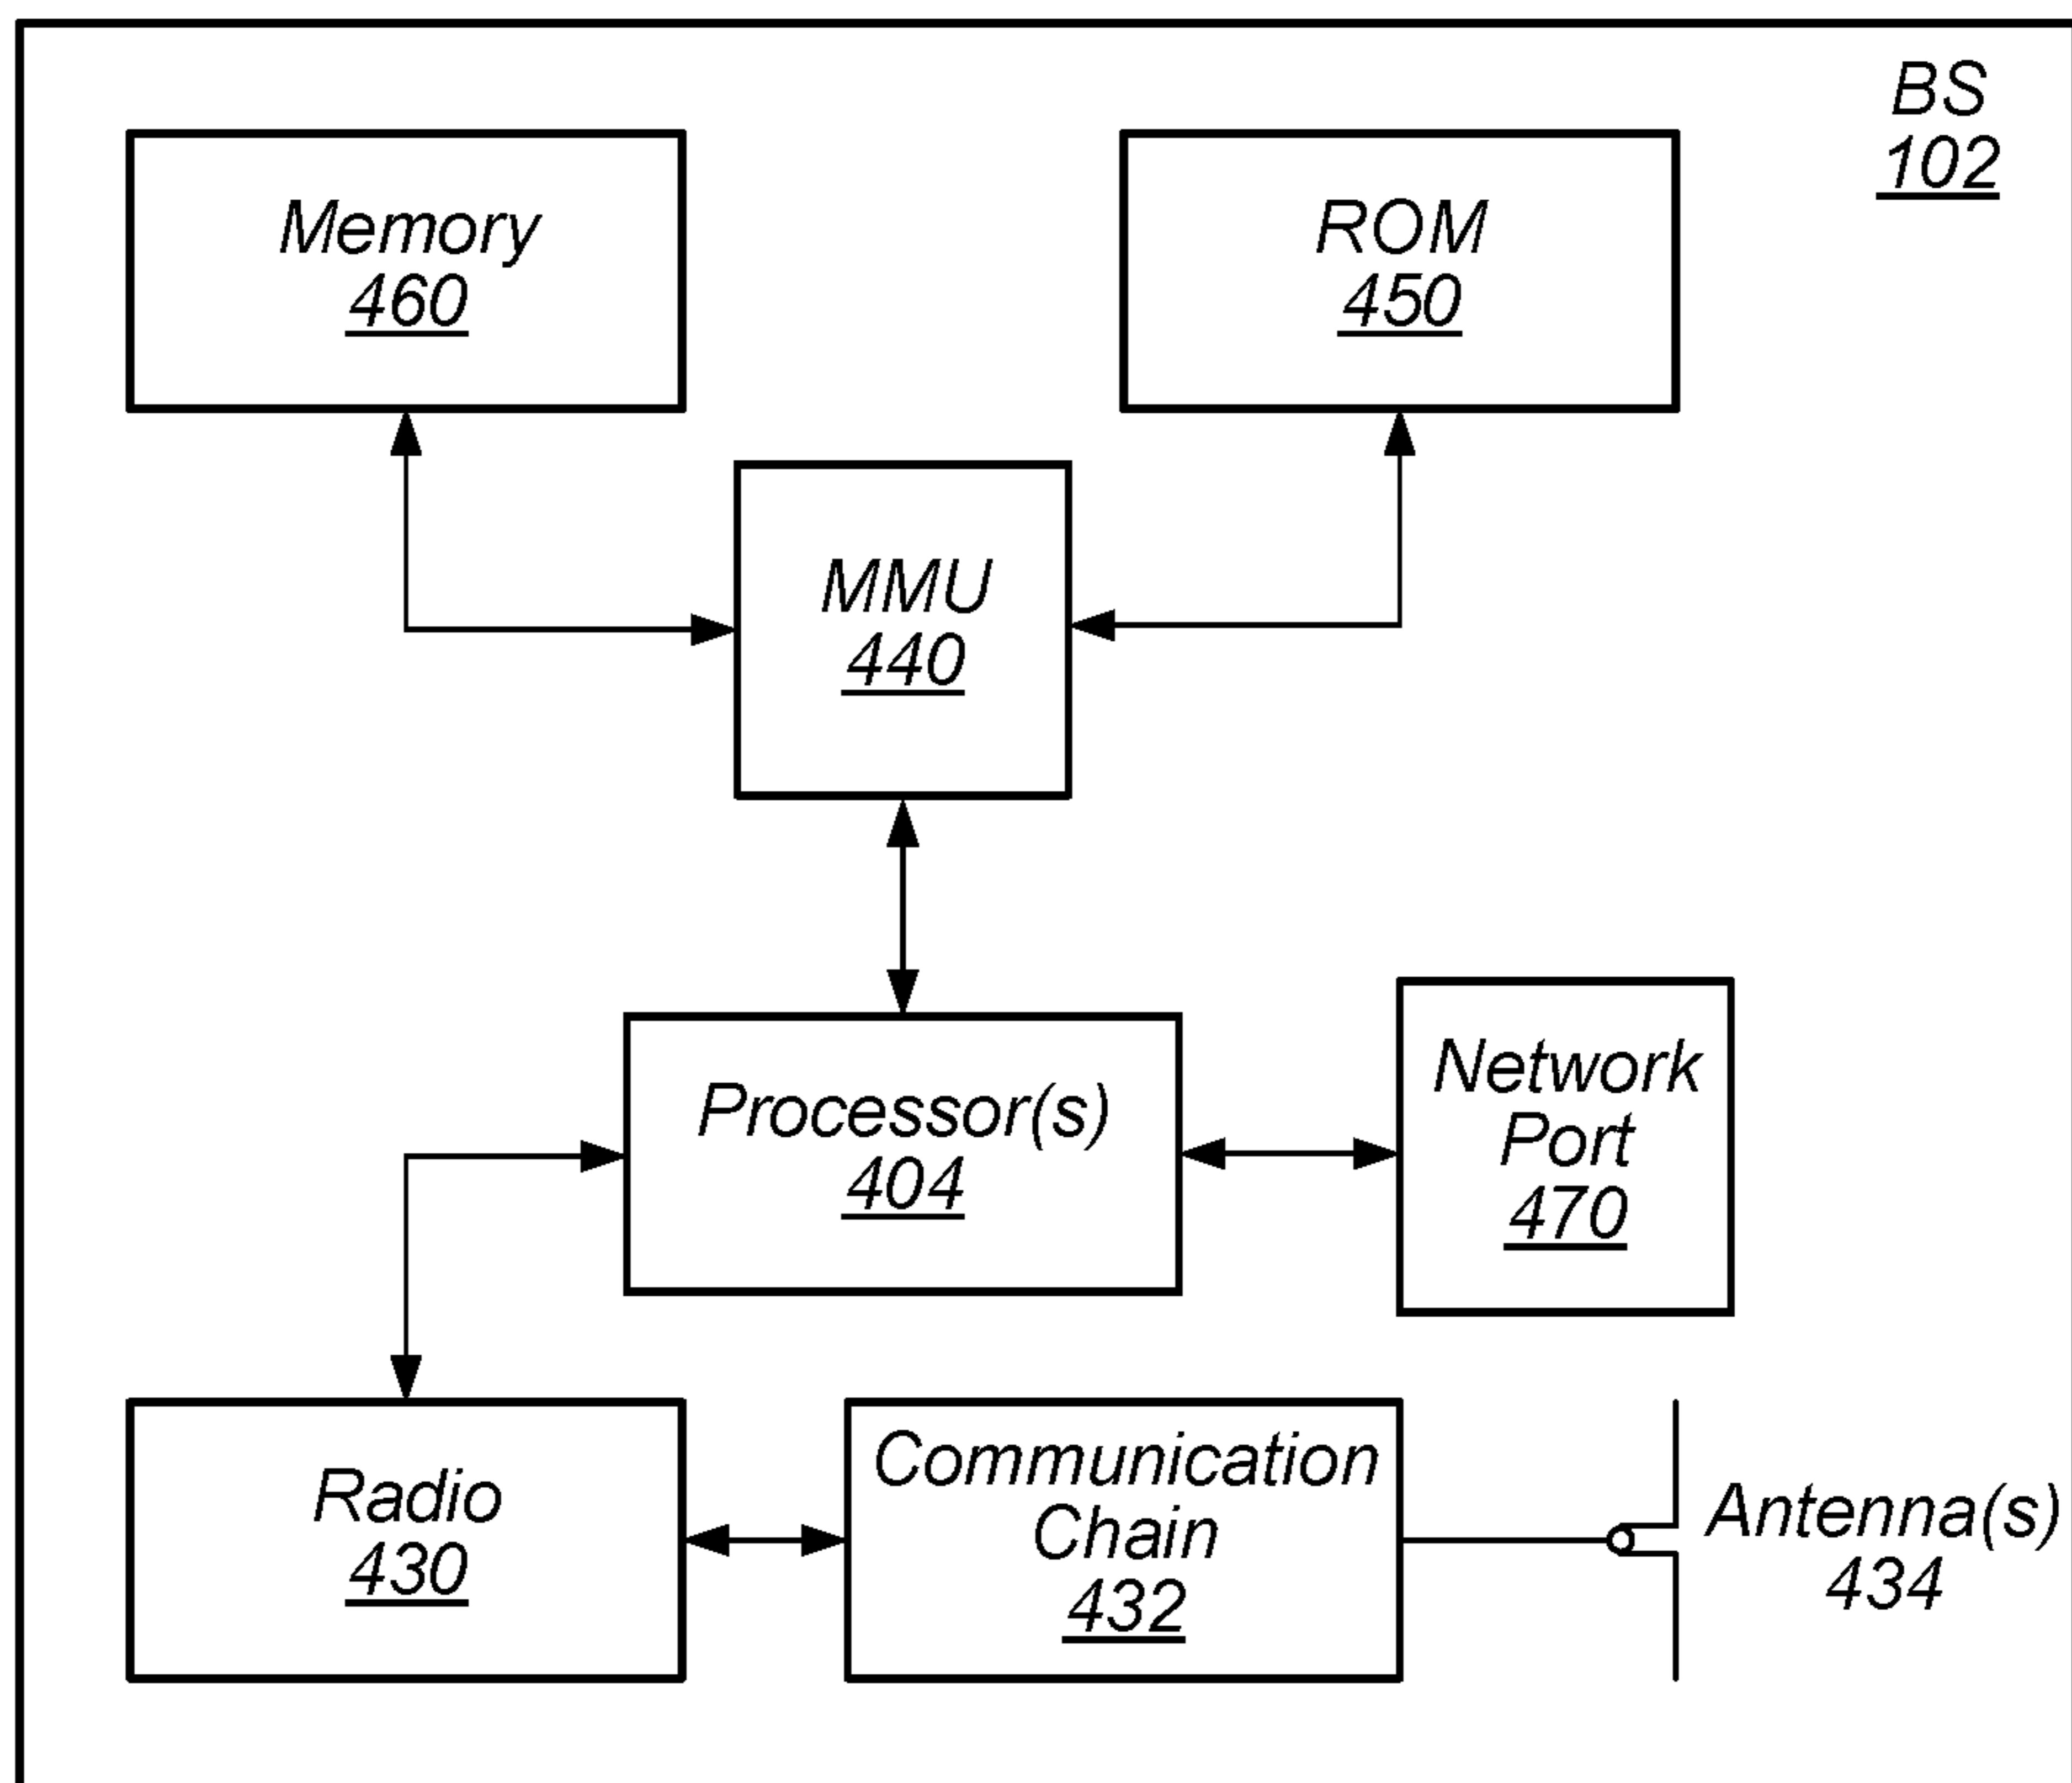 BS
102
Memory
460
ROM
450
MMU
440
Processor(s)
404
Network
Port
470
Radio
430
Communication
Chain
432
Antenna(s)
434